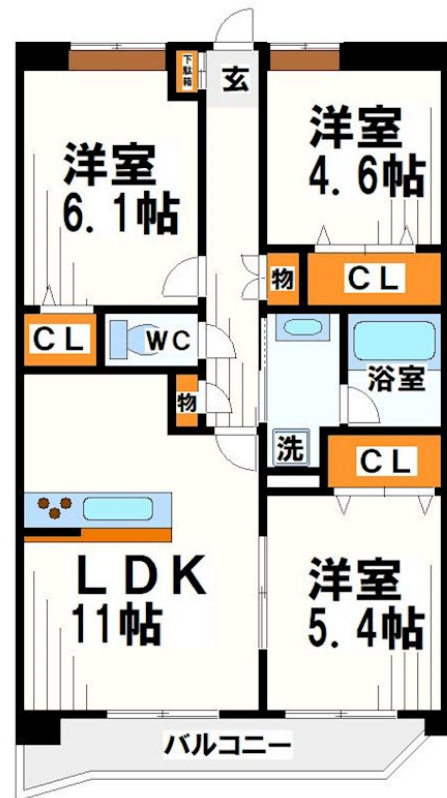 下駄箱
玄
洋室
6.1帖
洋室
4.6帖
物
CL
CL
WC
浴室
物
洗
CL
LDK
11帖
洋室
5.4帖
バルコニー